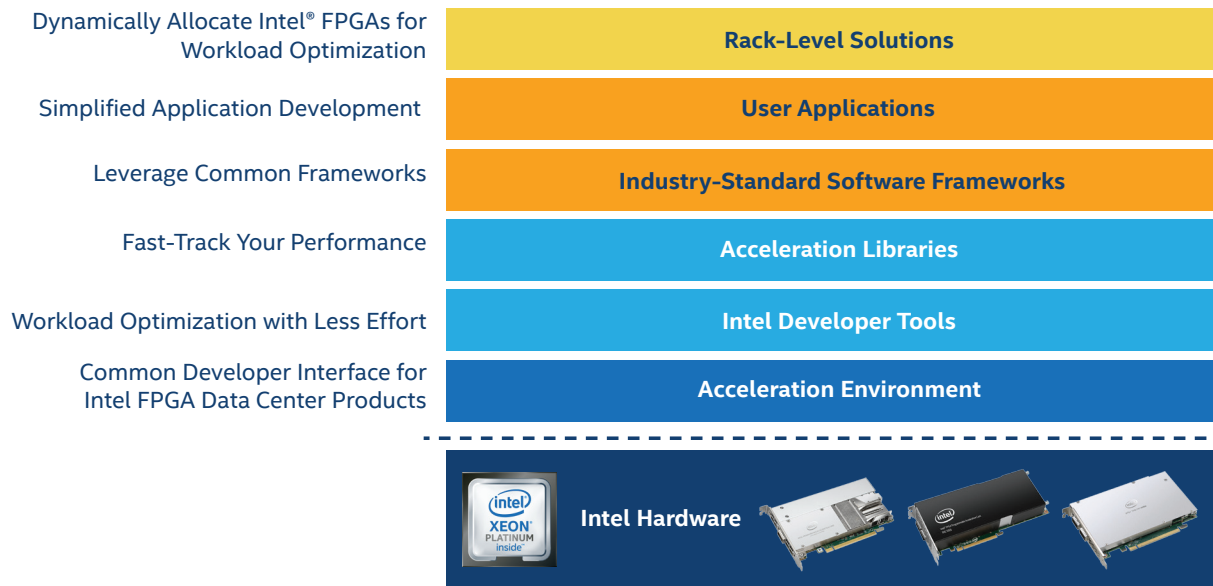 Dynamically Allocate Intel® FPGAs for
Workload Optimization
Rack-Level Solutions
Simplified Application Development
User Applications
Leverage Common Frameworks
Industry-Standard Software Frameworks
Fast-Track Your Performance
Acceleration Libraries
Workload Optimization with Less Effort
Intel Developer Tools
Common Developer Interface for
Intel FPGA Data Center Products
Acceleration Environment
intel
XEON®
PLATINUM
inside™
Intel Hardware
intel